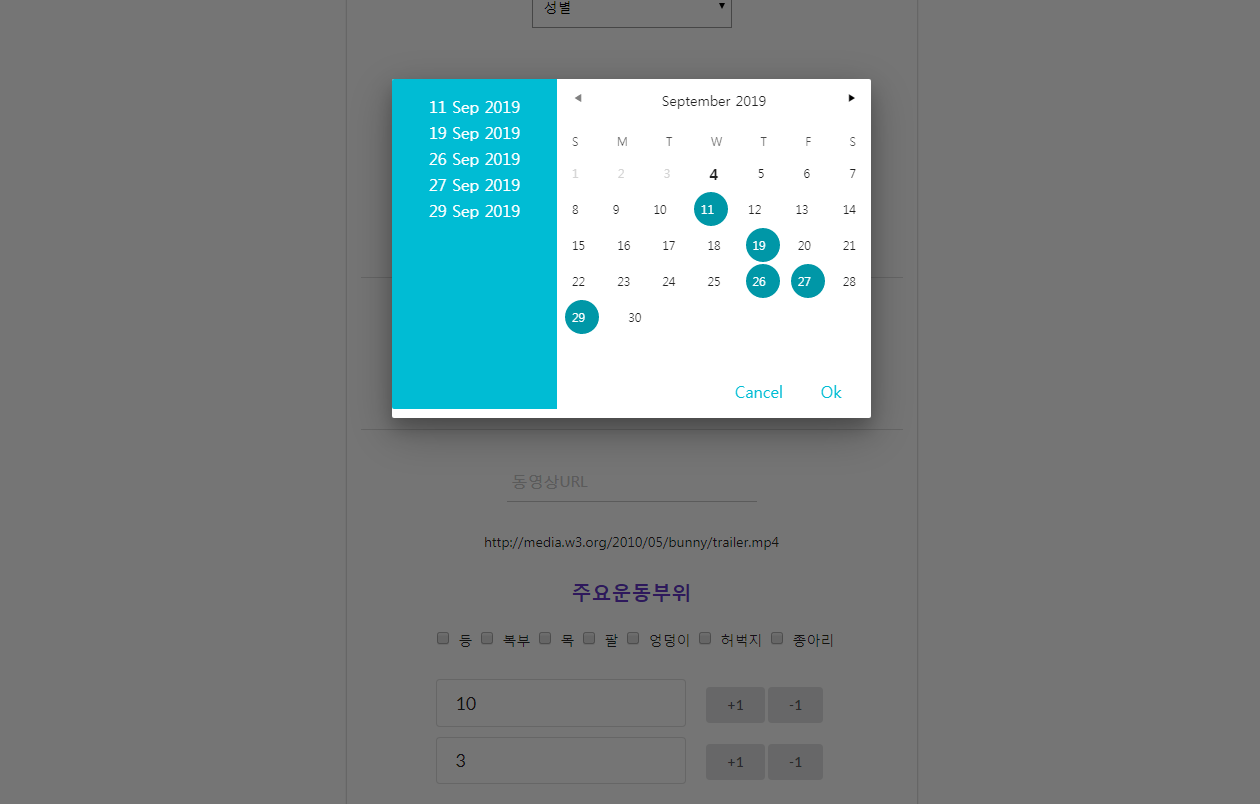 성별
11 Sep 2019
19 Sep 2019
26 Sep 2019
27 Sep 2019
29 Sep 2019
September 2019
S M T W T F S
1 2 3 4 5 6 7
8 9 10 11 12 13 14
15 16 17 18 19 20 21
22 23 24 25 26 27 28
29 30
Cancel Ok
동영상URL
http://media.w3.org/2010/05/bunny/trailer.mp4
주요운동부위
등 복부 목 팔 엉덩이 허벅지 종아리
10 +1 -1
3 +1 -1